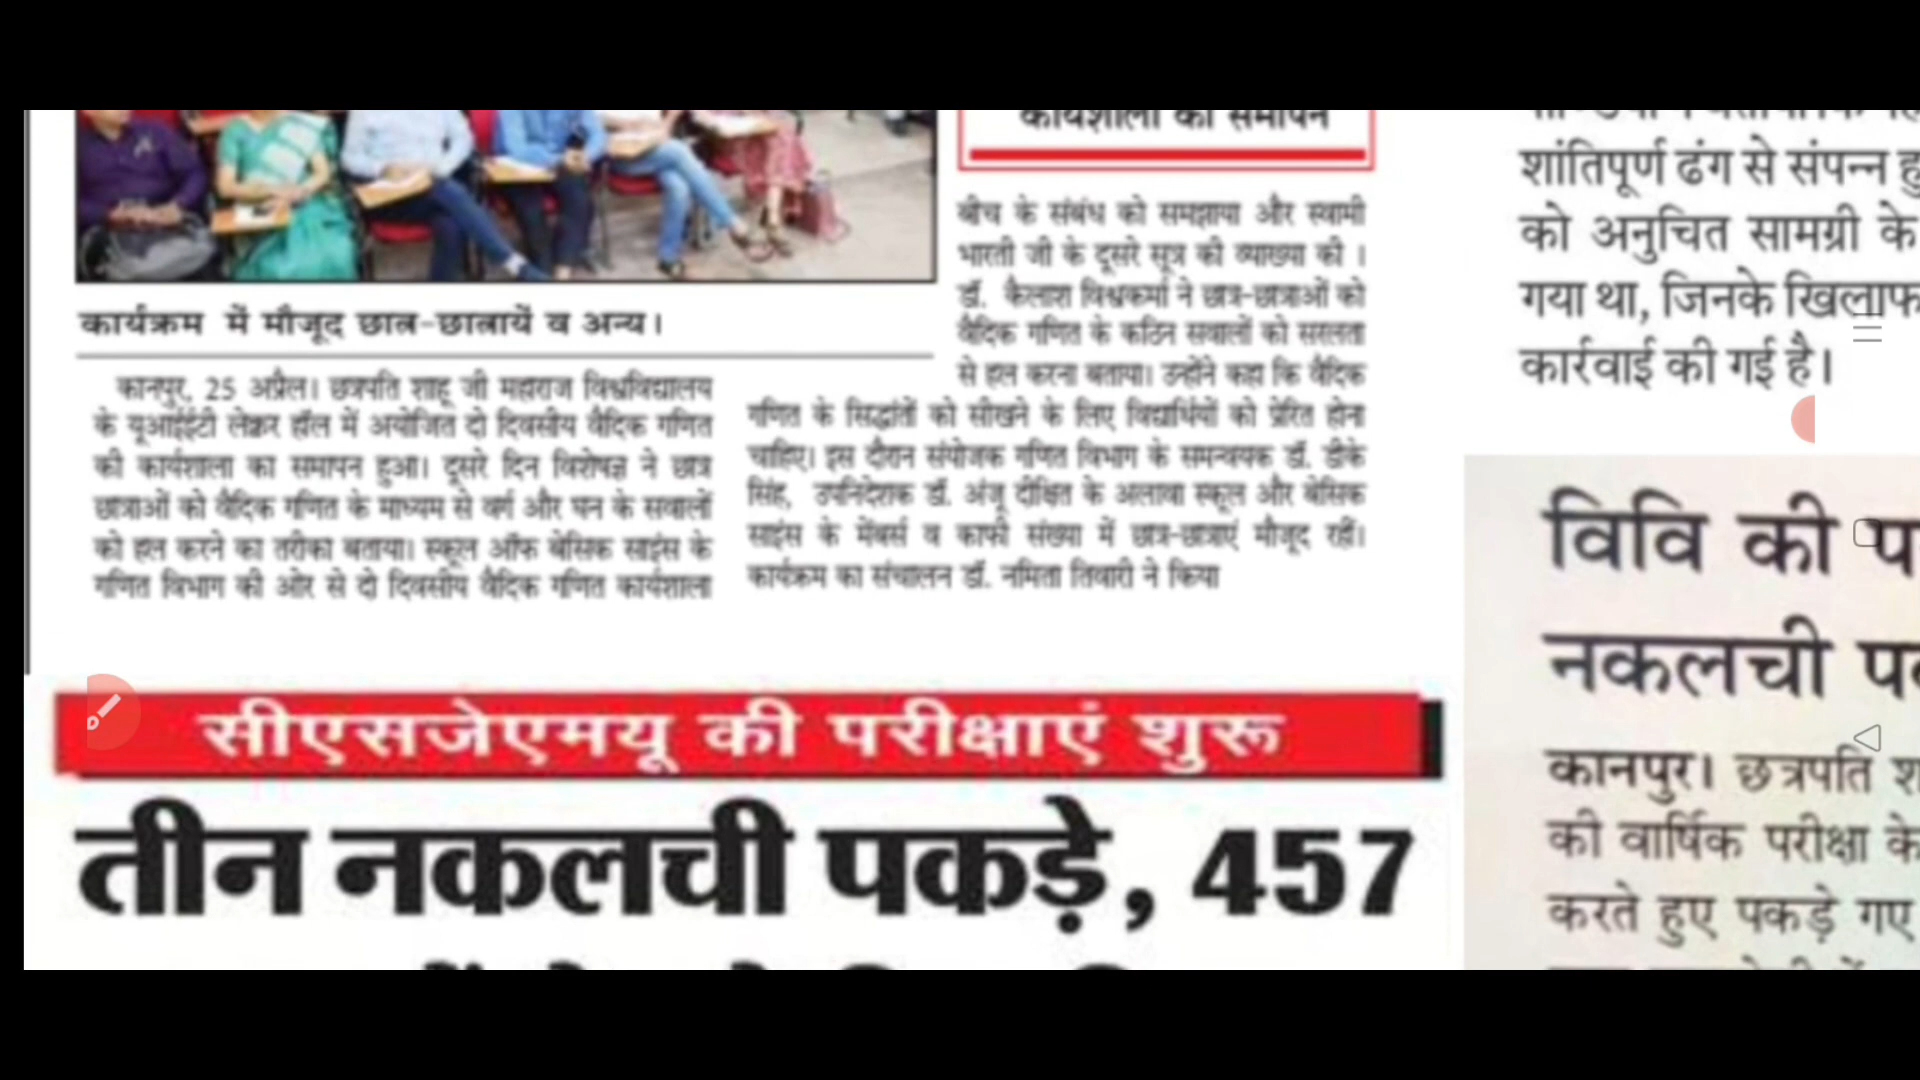 कार्यशाला का समापन
कार्यक्रम में मौजूद छात्र-छात्रायें व अन्य।
कानपुर, 25 अप्रैल। छत्रपति शाहू जी महाराज विश्वविद्यालय
के यूआईईटी लेक्चर हॉल में अयोजित दो दिवसीय वैदिक गणित
की कार्यशाला का समापन हुआ। दूसरे दिन विशेषज्ञ ने छात्र
छात्राओं को वैदिक गणित के माध्यम से वर्ग और घन के सवालों
को हल करने का तरीका बताया। स्कूल ऑफ बेसिक साइंस के
गणित विभाग की ओर से दो दिवसीय वैदिक गणित कार्यशाला
बीच के संबंध को समझाया और स्वामी
भारती जी के दूसरे सूत्र की व्याख्या की ।
डॉ. कैलाश विश्वकर्मा ने छात्र-छात्राओं को
वैदिक गणित के कठिन सवालों को सरलता
से हल करना बताया। उन्होंने कहा कि वैदिक
गणित के सिद्धांतों को सीखने के लिए विद्यार्थियों को प्रेरित होना
चाहिए। इस दौरान संयोजक गणित विभाग के समन्वयक डॉ. डीके
सिंह, उपनिदेशक डॉ. अंजू दीक्षित के अलावा स्कूल और बेसिक
साइंस के मेंबर्स व काफी संख्या में छात्र-छात्राएं मौजूद रहीं।
कार्यक्रम का संचालन डॉ. नमिता तिवारी ने किया
सीएसजेएमयू की परीक्षाएं शुरू
तीन नकलची पकड़े, 457
शांतिपूर्ण ढंग से संपन्न हु
को अनुचित सामग्री के
गया था, जिनके खिलाफ
कार्रवाई की गई है।
विवि की प
नकलची पक
कानपुर। छत्रपति श
की वार्षिक परीक्षा के
करते हुए पकड़े गए